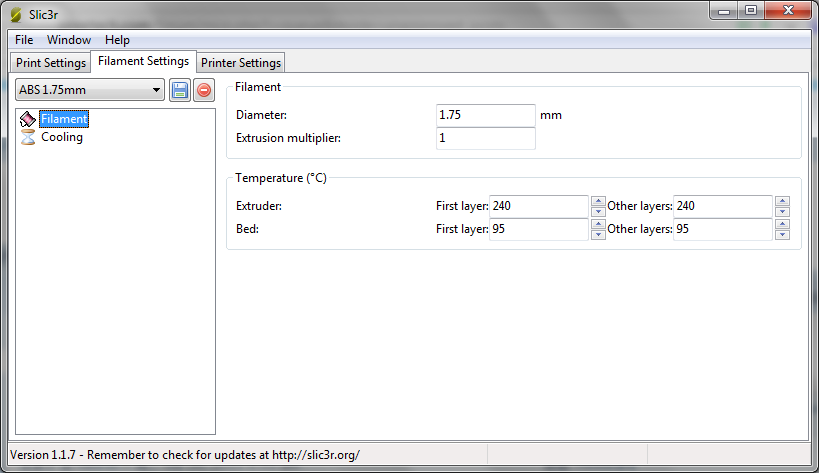 Slic3r
File Window Help
Print Settings Filament Settings Printer Settings
ABS 1.75mm
Filament
Cooling
Filament
Diameter: 1.75 mm
Extrusion multiplier: 1
Temperature (°C)
Extruder: First layer: 240 Other layers: 240
Bed: First layer: 95 Other layers: 95
Version 1.1.7 - Remember to check for updates at http://slic3r.org/